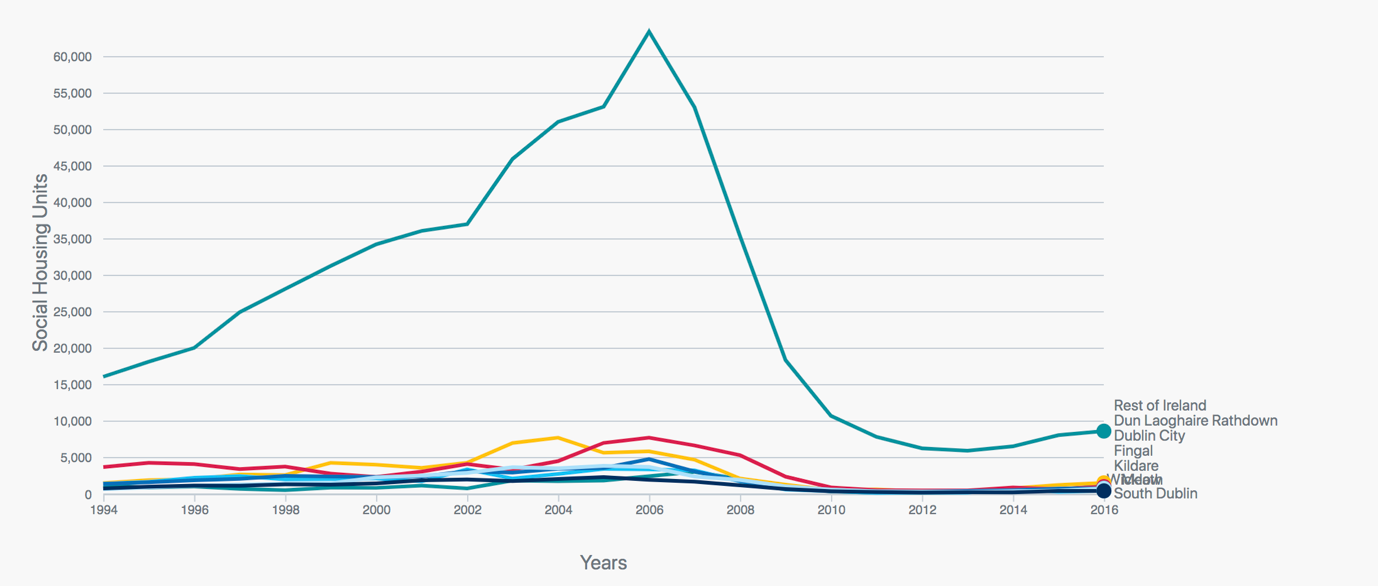 60,000
55,000
50,000
45,000
40,000
35,000
30,000
25,000
20,000
15,000
10,000
5,000
0
Social Housing Units
1994 1996 1998 2000 2002 2004 2006 2008 2010 2012 2014 2016
Years
Rest of Ireland
Dun Laoghaire Rathdown
Dublin City
Fingal
Kildare
South Dublin